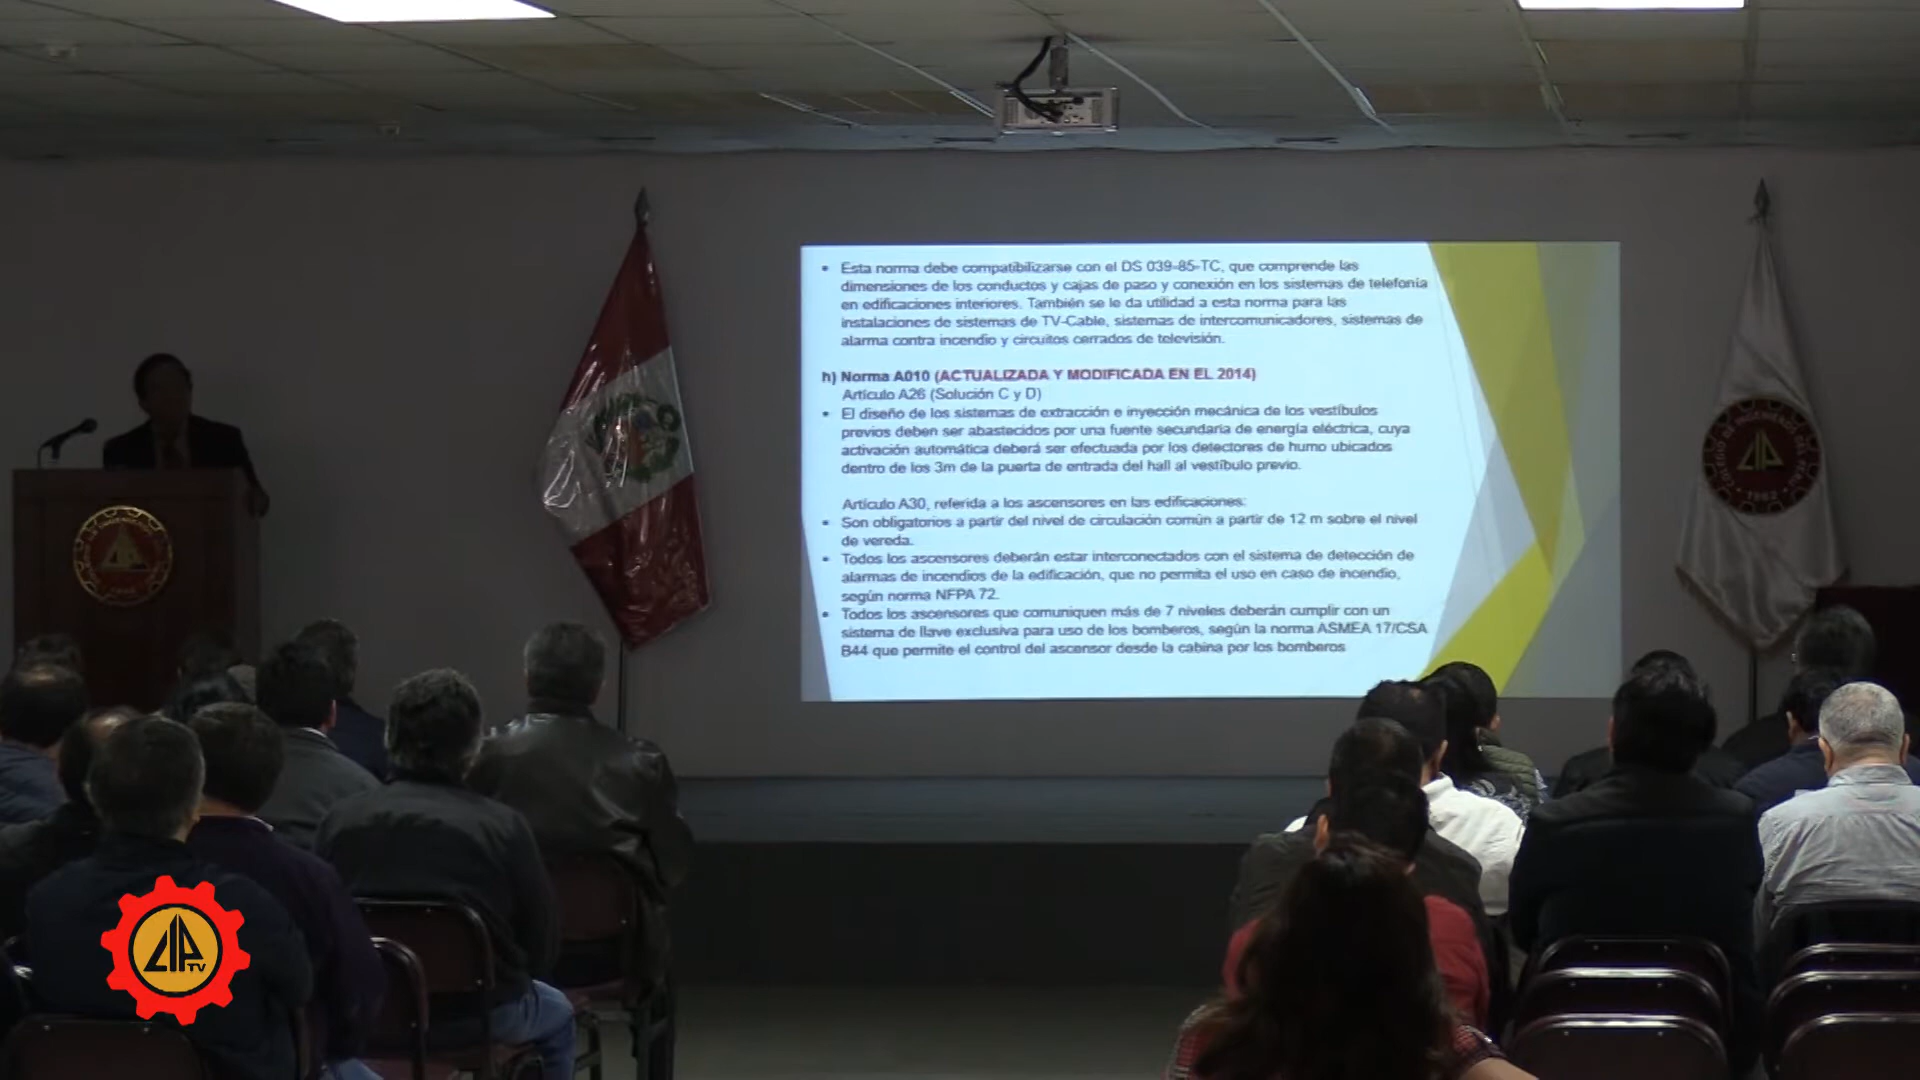 • Esta norma debe compatibilizarse con el DS 039-85-TC, que comprende las
dimensiones de los conductos y cajas de paso y conexión en los sistemas de telefonía
en edificaciones interiores. También se le da utilidad a esta norma para las
instalaciones de sistemas de TV-Cable, sistemas de intercomunicadores, sistemas de
alarma contra incendio y circuitos cerrados de televisión.
h) Norma A010 (ACTUALIZADA Y MODIFICADA EN EL 2014)
Artículo A26 (Solución C y D)
• El diseño de los sistemas de extracción e inyección mecánica de los vestíbulos
previos deben ser abastecidos por una fuente secundaria de energía eléctrica, cuya
activación automática deberá ser efectuada por los detectores de humo ubicados
dentro de los 3m de la puerta de entrada del hall al vestíbulo previo.
Artículo A30, referida a los ascensores en las edificaciones:
• Son obligatorios a partir del nivel de circulación común a partir de 12 m sobre el nivel
de vereda.
• Todos los ascensores deberán estar interconectados con el sistema de detección de
alarmas de incendios de la edificación, que no permita el uso en caso de incendio,
según norma NFPA 72.
• Todos los ascensores que comuniquen más de 7 niveles deberán cumplir con un
sistema de llave exclusiva para uso de los bomberos, según la norma ASMEA 17/CSA
B44 que permite el control del ascensor desde la cabina por los bomberos
COLEGIO DE INGENIEROS DEL PERU
CIP
1962
CIP
TV